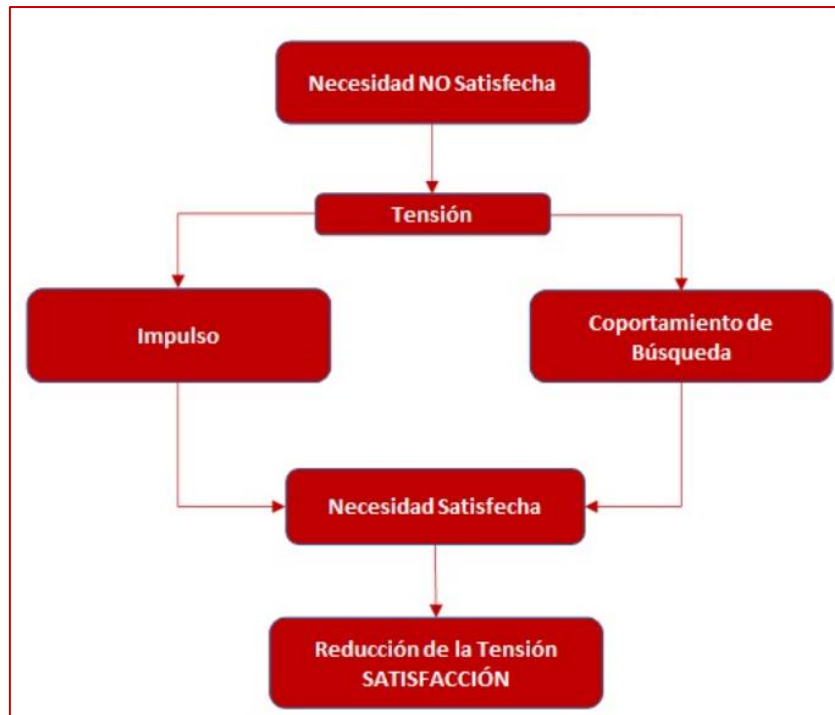 Necesidad NO Satisfecha
Tensión
Impulso
Coportamiento de
Búsqueda
Necesidad Satisfecha
Reducción de la Tensión
SATISFACCIÓN